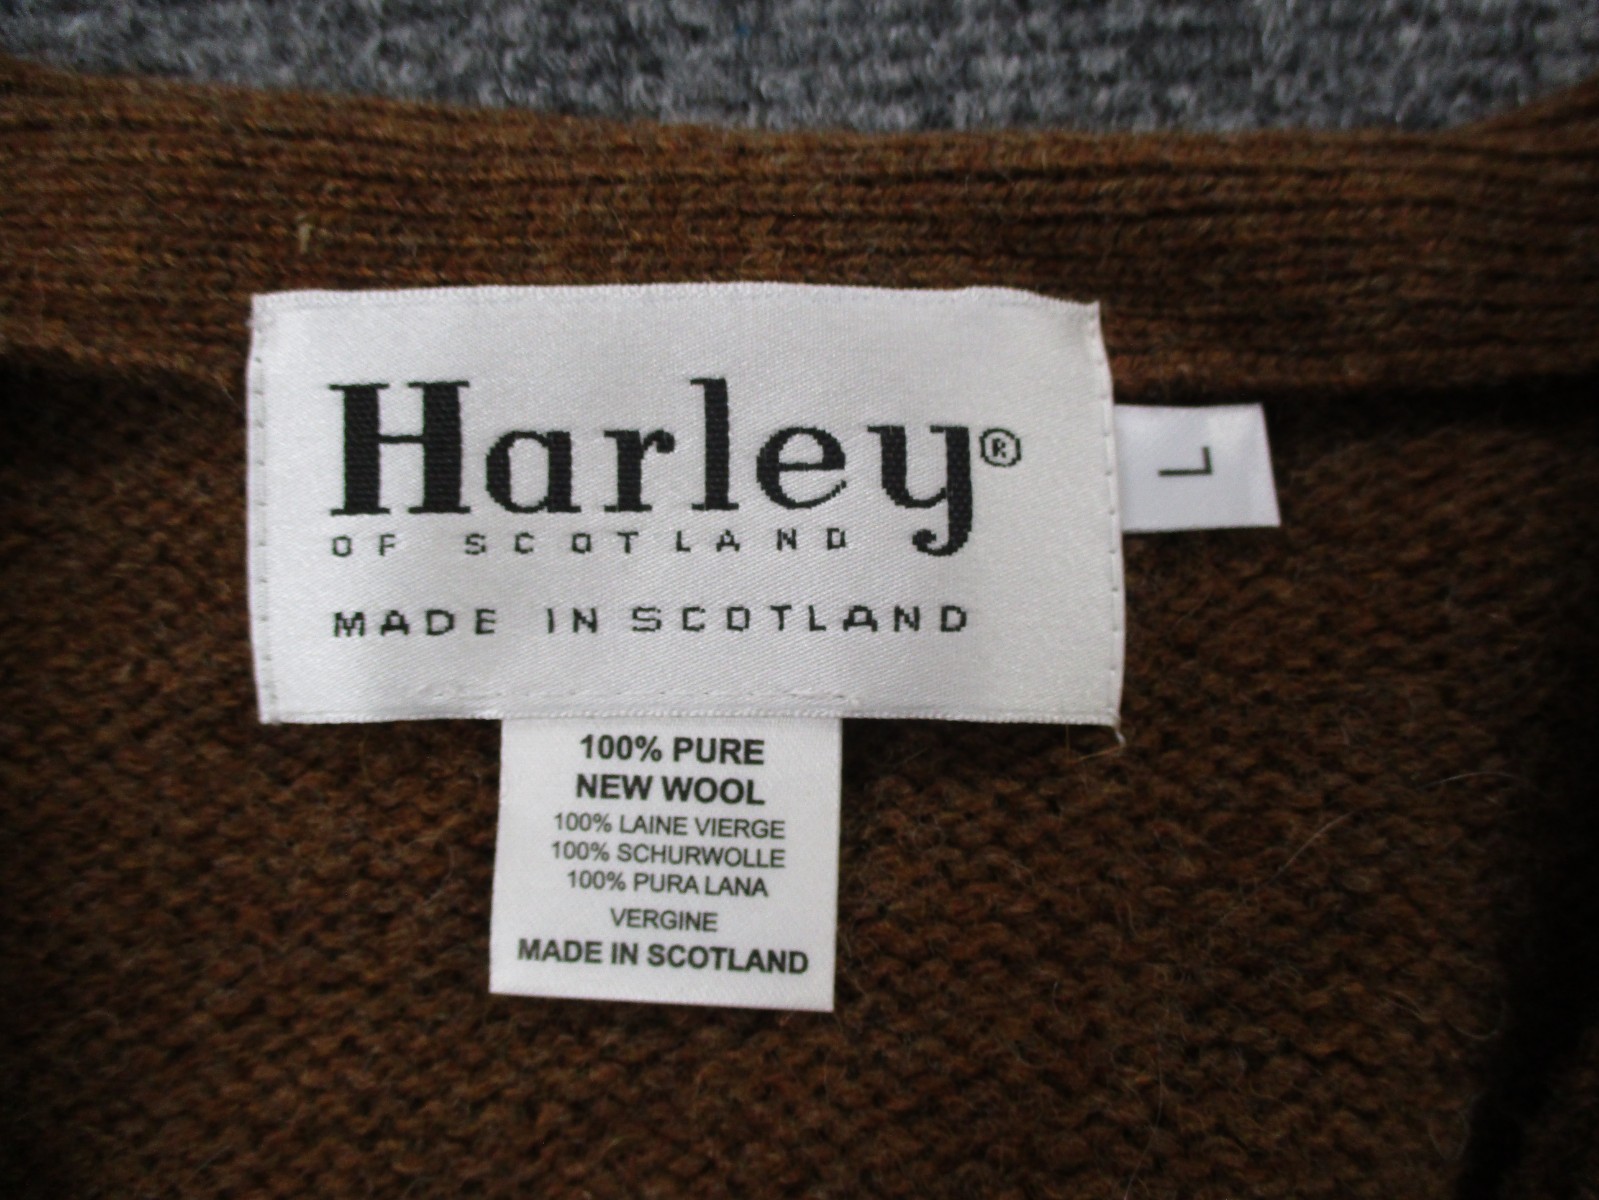 Harley®
OF SCOTLAND
MADE IN SCOTLAND
L
100% PURE
NEW WOOL
100% LAINE VIERGE
100% SCHURWOLLE
100% PURA LANA
VERGINE
MADE IN SCOTLAND